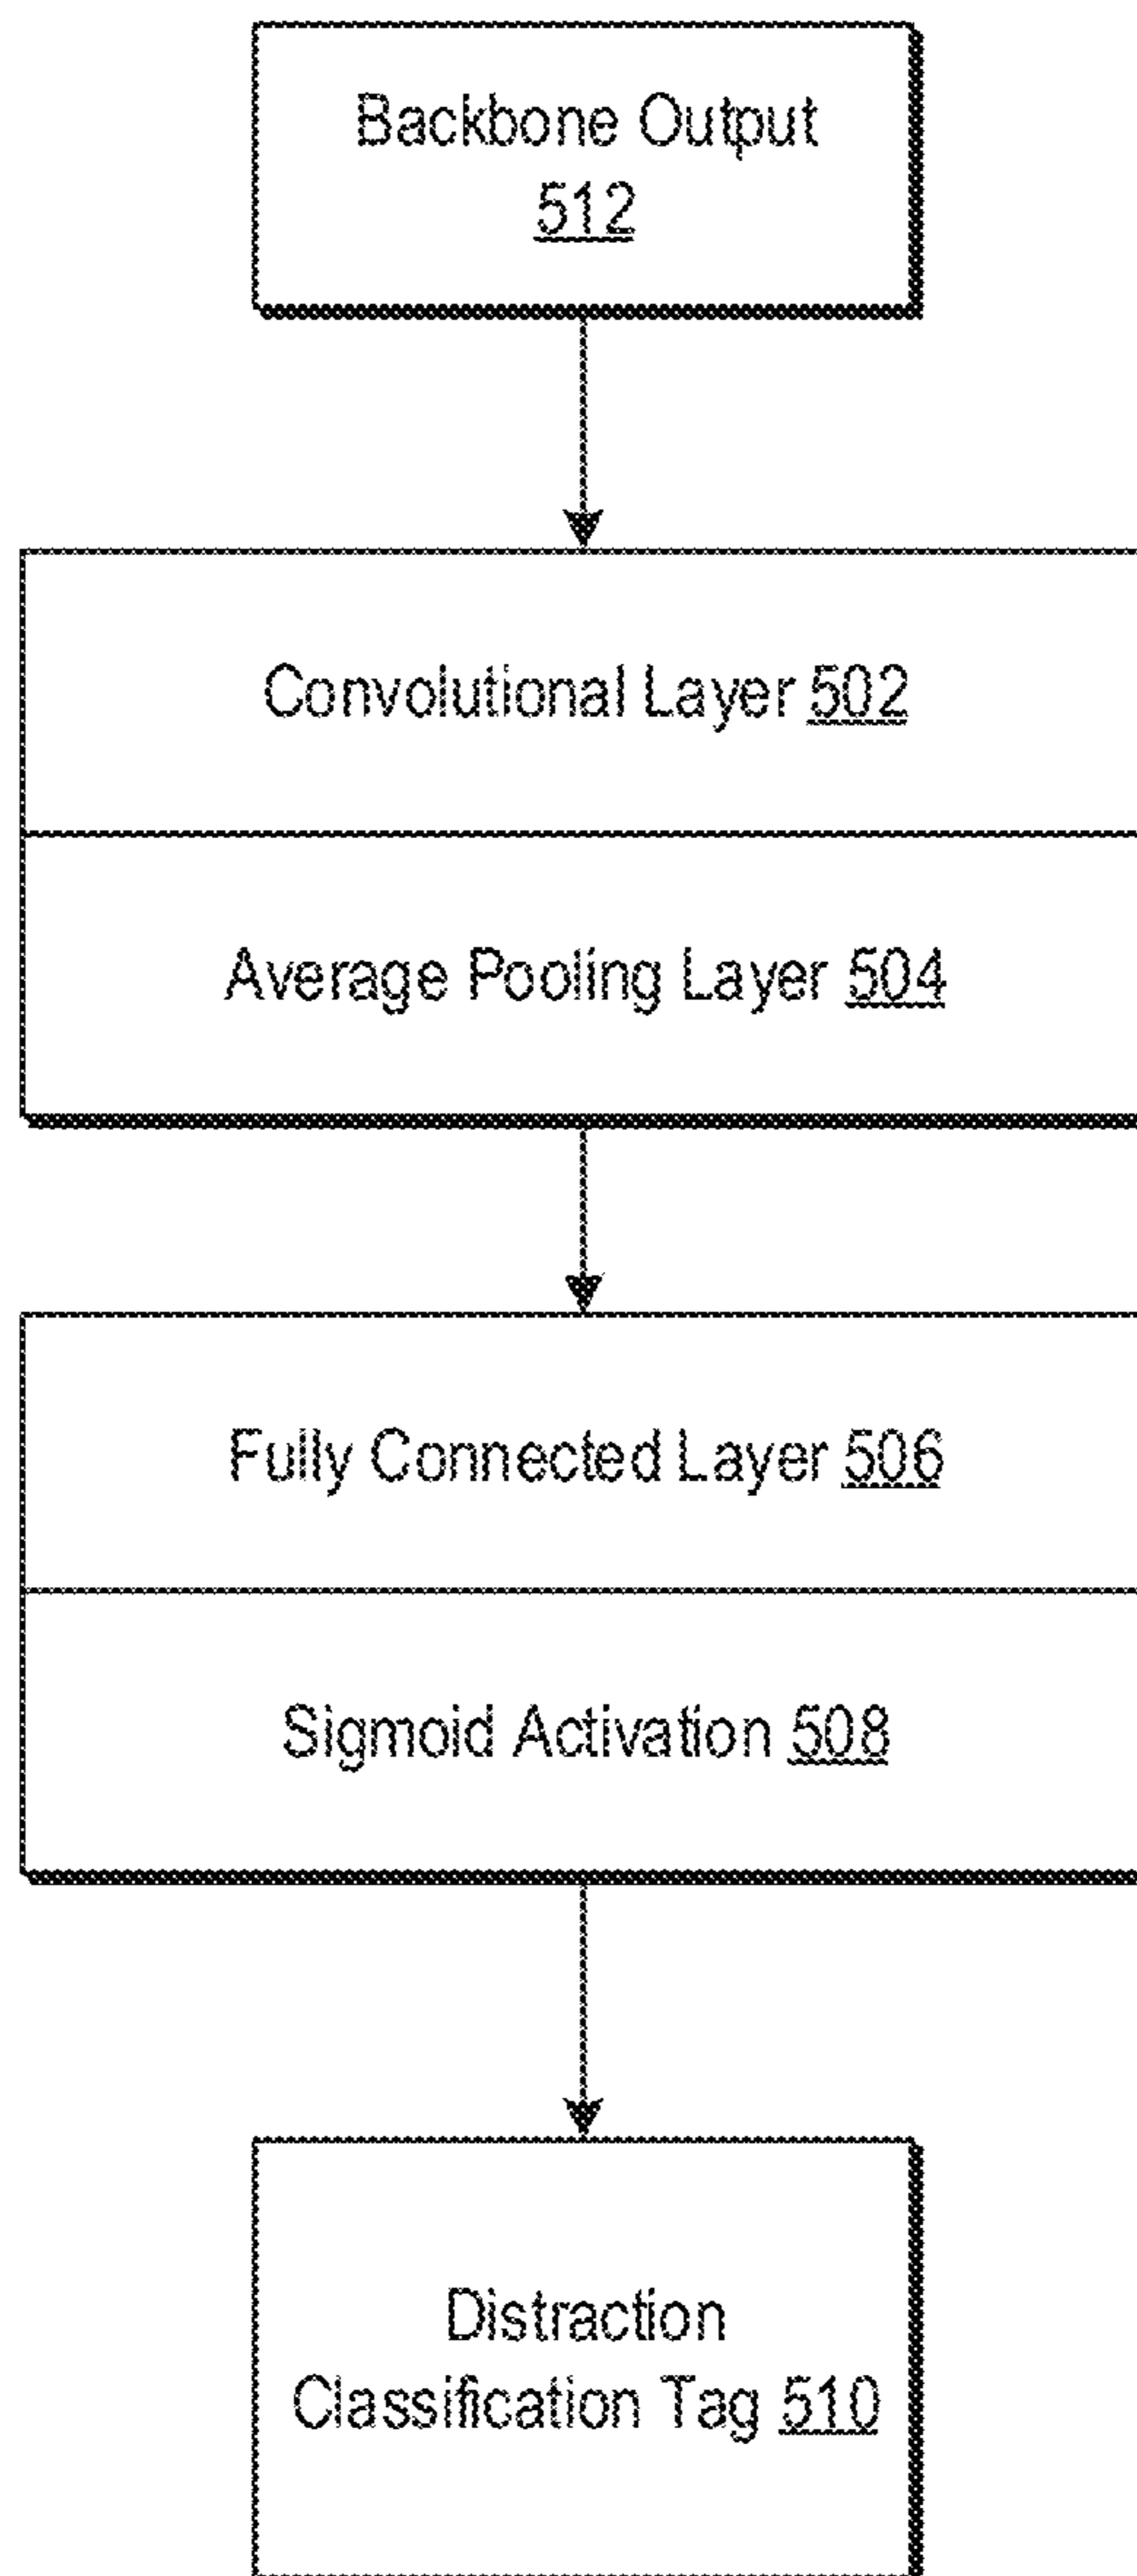 Backbone Output
512
Convolutional Layer 502
Average Pooling Layer 504
Fully Connected Layer 506
Sigmoid Activation 508
Distraction
Classification Tag 510